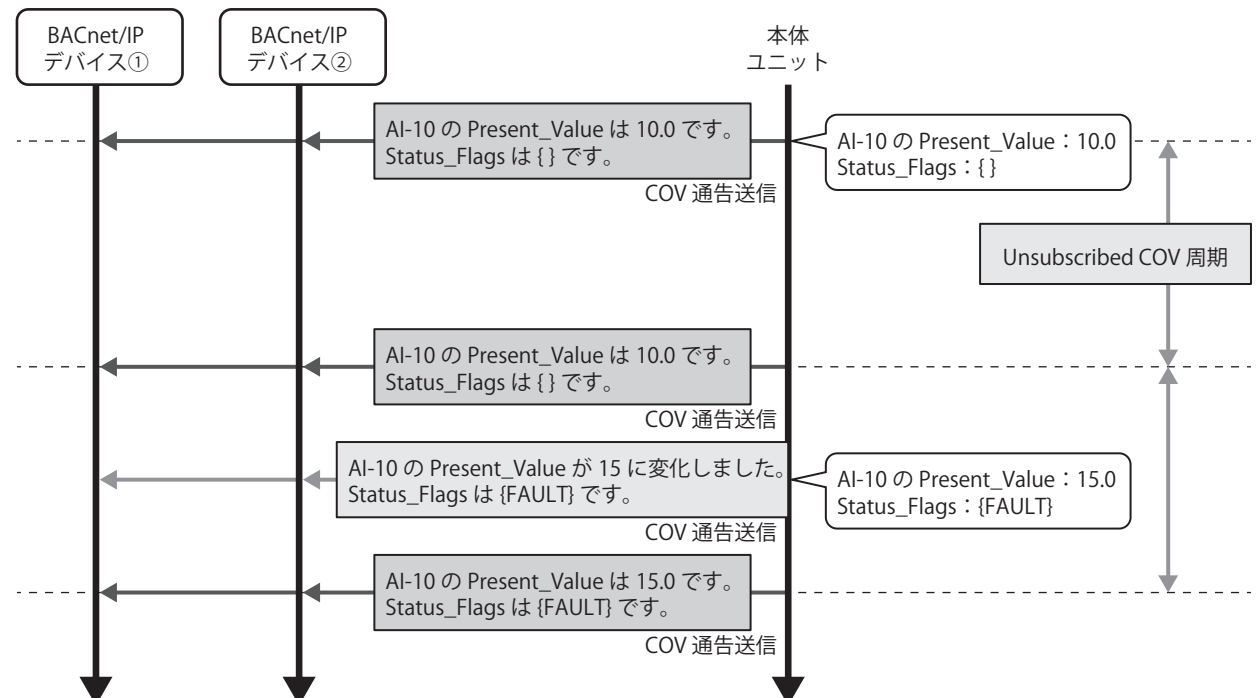 BACnet/IP
デバイス①
BACnet/IP
デバイス②
本体
ユニット
AI-10 の Present_Value は 10.0 です。
Status_Flags は { } です。
COV 通告送信
AI-10 の Present_Value：10.0
Status_Flags：{ }
Unsubscribed COV 周期
AI-10 の Present_Value は 10.0 です。
Status_Flags は { } です。
COV 通告送信
AI-10 の Present_Value が 15 に変化しました。
Status_Flags は {FAULT} です。
COV 通告送信
AI-10 の Present_Value：15.0
Status_Flags：{FAULT}
AI-10 の Present_Value は 15.0 です。
Status_Flags は {FAULT} です。
COV 通告送信